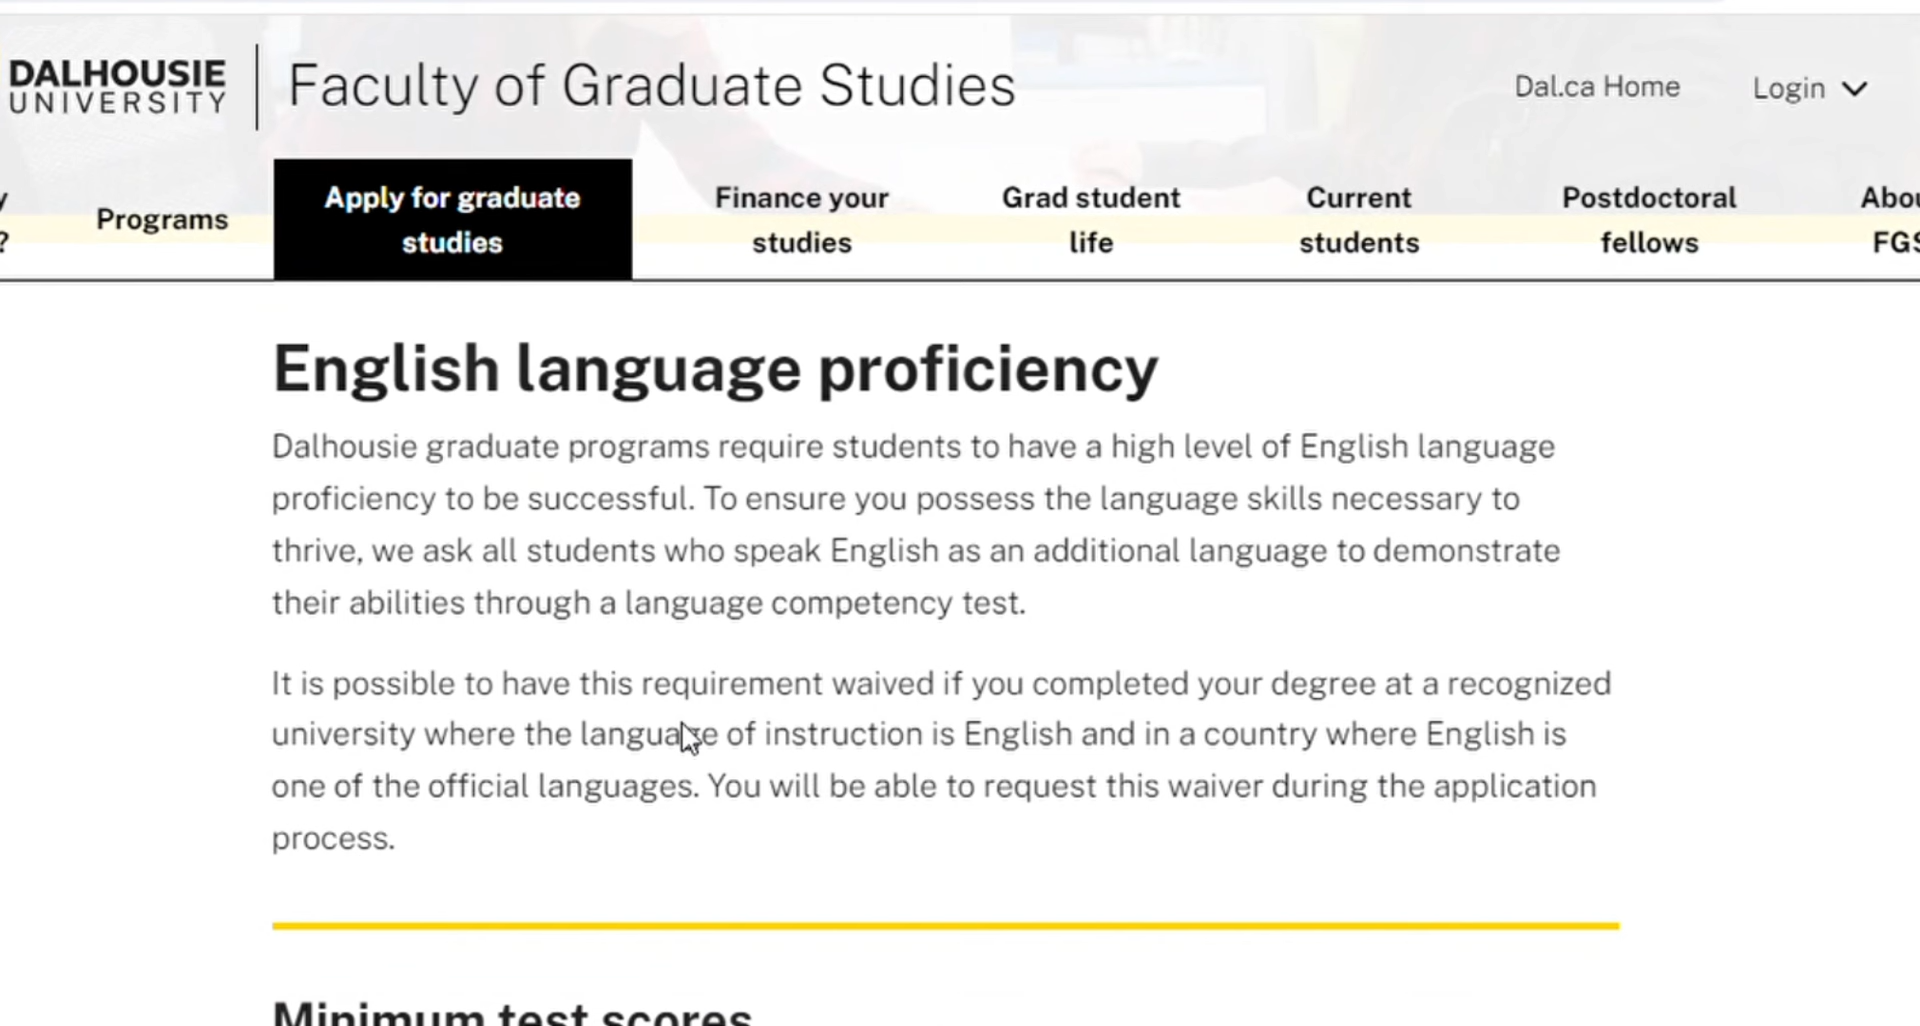 DALHOUSIE
UNIVERSITY
Faculty of Graduate Studies
Dal.ca Home
Login
y
?
Programs
Apply for graduate
studies
Finance your
studies
Grad student
life
Current
students
Postdoctoral
fellows
Abou
FGS
English language proficiency
Dalhousie graduate programs require students to have a high level of English language
proficiency to be successful. To ensure you possess the language skills necessary to
thrive, we ask all students who speak English as an additional language to demonstrate
their abilities through a language competency test.
It is possible to have this requirement waived if you completed your degree at a recognized
university where the language of instruction is English and in a country where English is
one of the official languages. You will be able to request this waiver during the application
process.
Minimum test scores